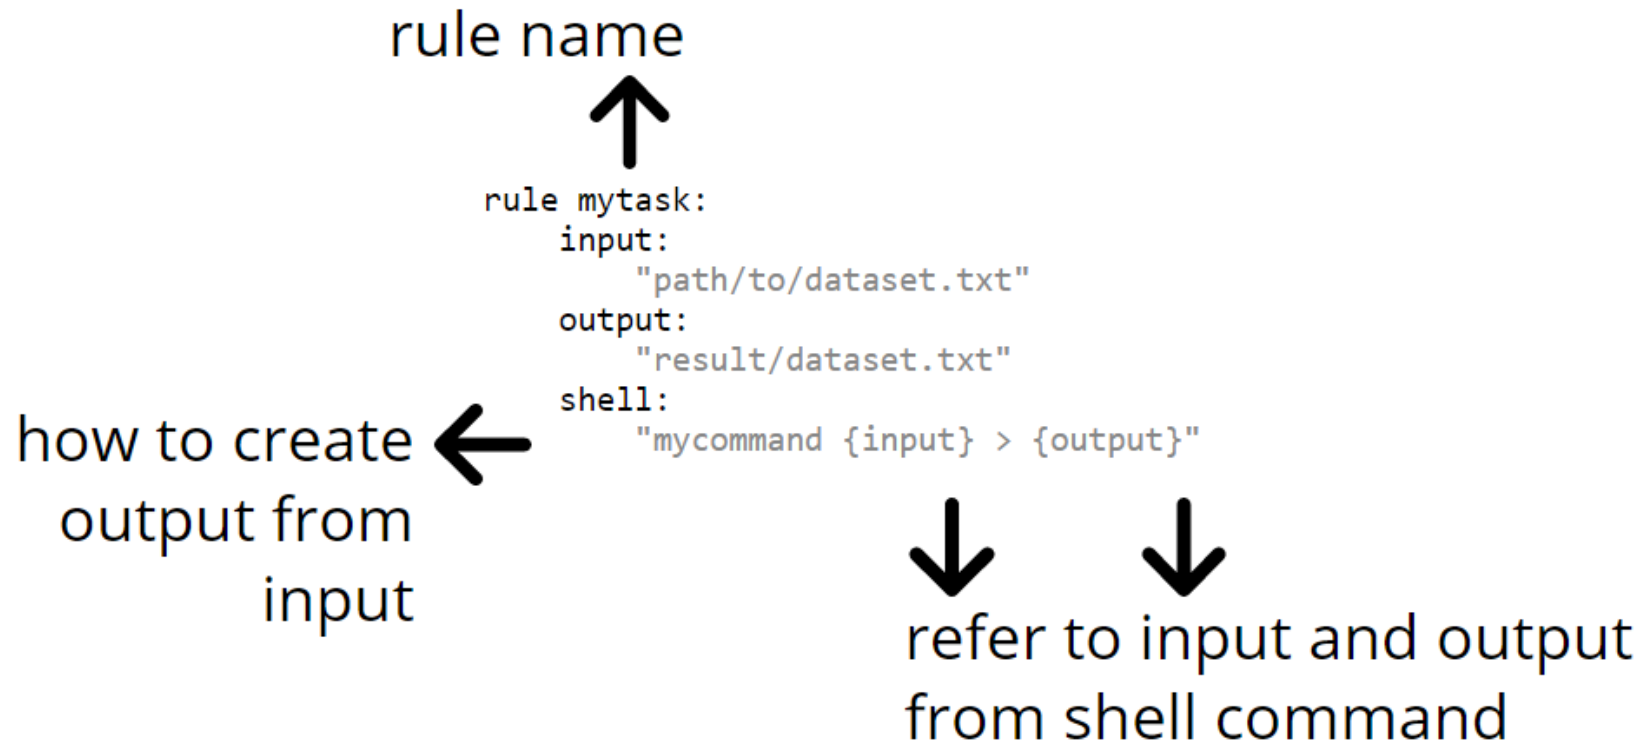 rule name
rule mytask:
input:
"path/to/dataset.txt"
output:
"result/dataset.txt"
shell:
"mycommand {input} > {output}"
how to create
output from
input
refer to input and output
from shell command